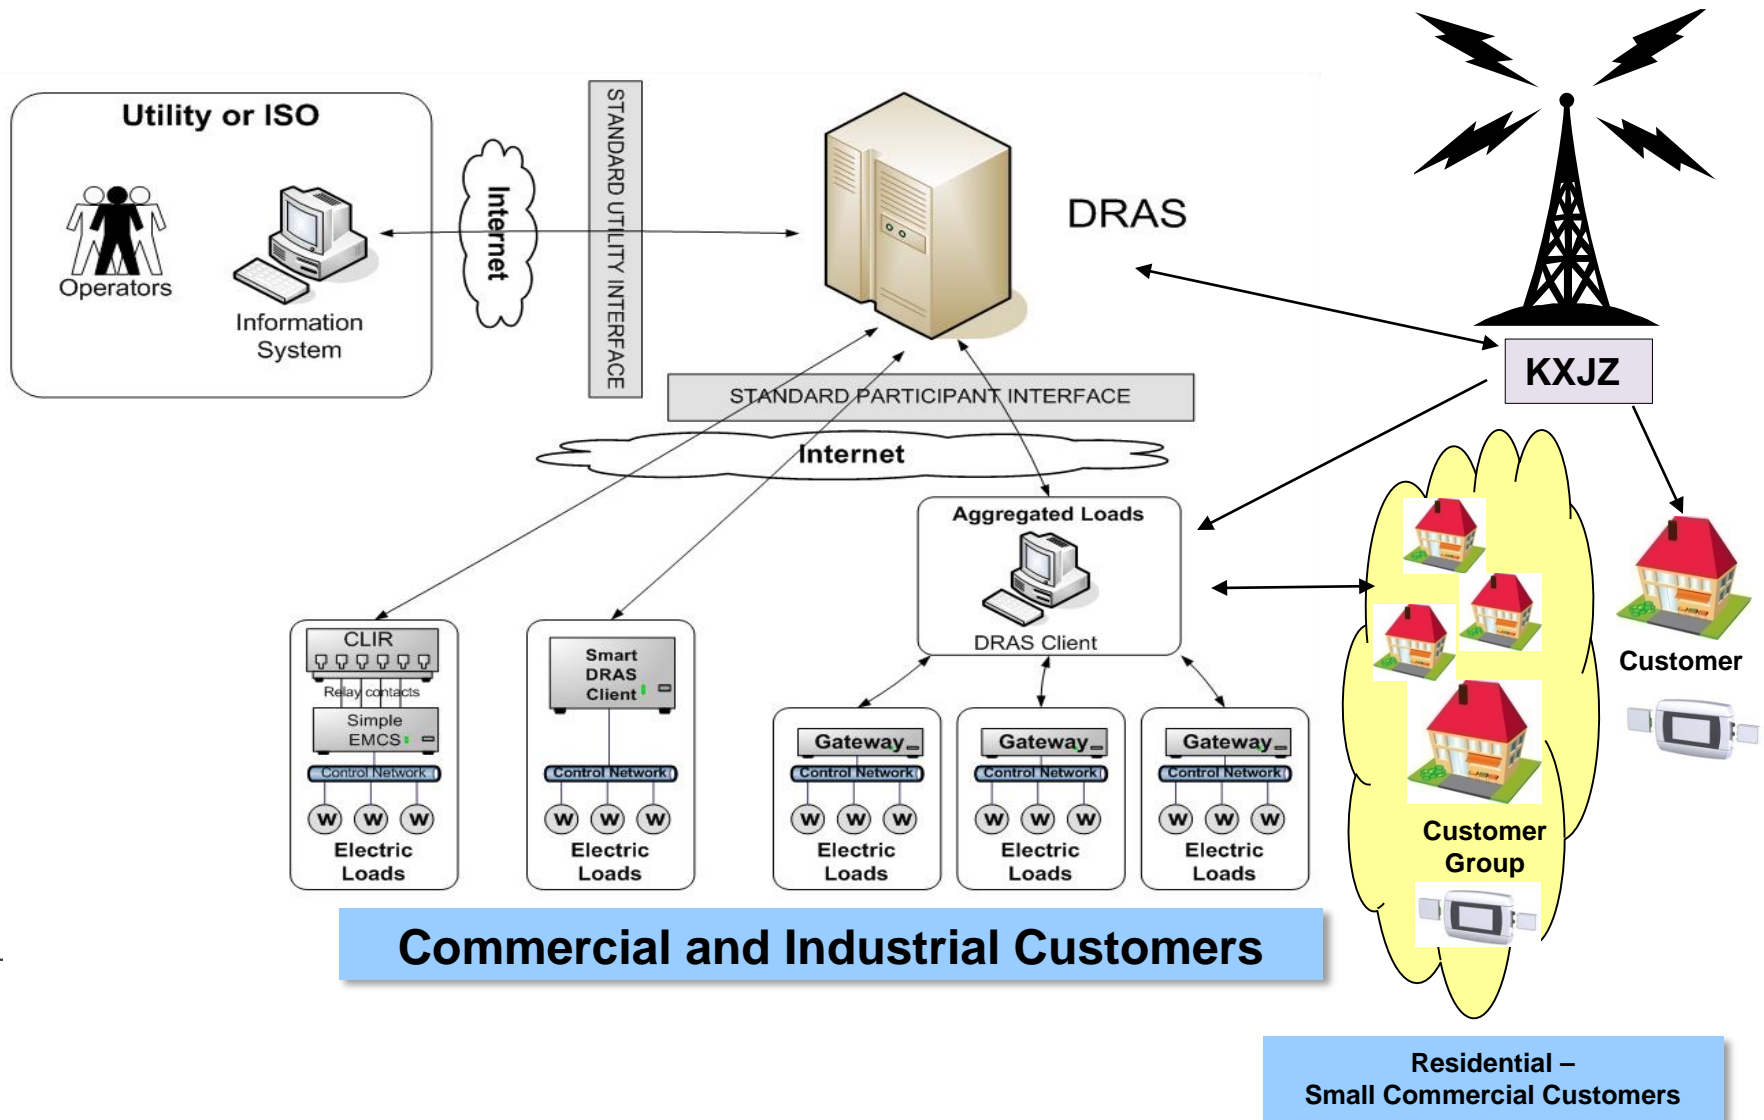 Utility or ISO
Operators
Information
System
Internet
STANDARD UTILITY INTERFACE
DRAS
KXJZ
STANDARD PARTICIPANT INTERFACE
Internet
Aggregated Loads
DRAS Client
CLIR
Relay contacts
Simple
EMCS
Control Network
W W W
Electric
Loads
Smart
DRAS
Client
Control Network
W W W
Electric
Loads
Gateway
Control Network
W W W
Electric
Loads
Gateway
Control Network
W W W
Electric
Loads
Gateway
Control Network
W W W
Electric
Loads
Customer
Customer
Group
Commercial and Industrial Customers
Residential –
Small Commercial Customers